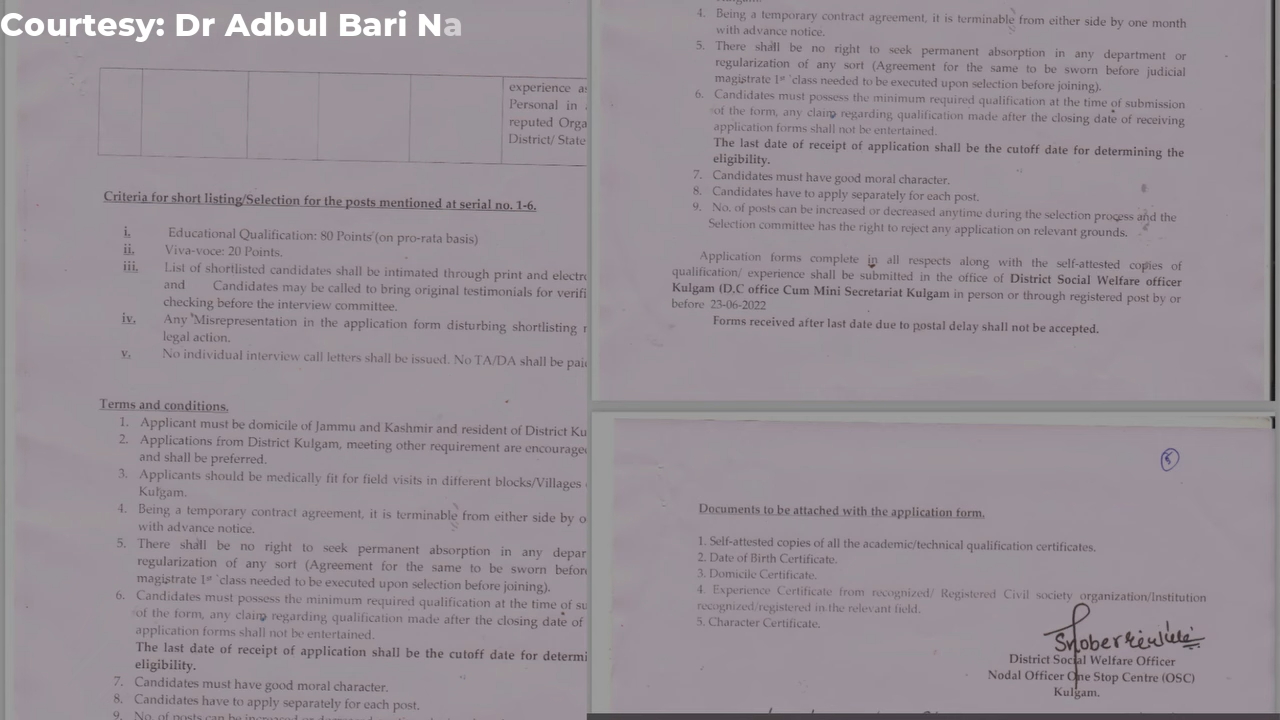 Courtesy: Dr Adbul Bari Na
experience as
Personal in
reputed Orga
District/ State
Criteria for short listing/Selection for the posts mentioned at serial no. 1-6.
i. Educational Qualification: 80 Points (on pro-rata basis)
ii. Viva-voce: 20 Points.
iii. List of shortlisted candidates shall be intimated through print and electro
and Candidates may be called to bring original testimonials for verifi
checking before the interview committee.
iv. Any Misrepresentation in the application form disturbing shortlisting
legal action.
v. No individual interview call letters shall be issued. No TA/DA shall be paid
Terms and conditions.
1. Applicant must be domicile of Jammu and Kashmir and resident of District Ku
2. Applications from District Kulgam, meeting other requirement are encourage
and shall be preferred.
3. Applicants should be medically fit for field visits in different blocks/Villages
Kulgam.
4. Being a temporary contract agreement, it is terminable from either side by o
with advance notice.
5. There shall be no right to seek permanent absorption in any depar
regularization of any sort (Agreement for the same to be sworn before
magistrate 1st class needed to be executed upon selection before joining).
6. Candidates must possess the minimum required qualification at the time of su
of the form, any claim regarding qualification made after the closing date of
application forms shall not be entertained.
The last date of receipt of application shall be the cutoff date for determi
eligibility.
7. Candidates must have good moral character.
8. Candidates have to apply separately for each post.
9. No. of posts can be increased or decreased
4. Being a temporary contract agreement, it is terminable from either side by one month
with advance notice.
5. There shall be no right to seek permanent absorption in any department or
regularization of any sort (Agreement for the same to be sworn before judicial
magistrate 1st class needed to be executed upon selection before joining).
6. Candidates must possess the minimum required qualification at the time of submission
of the form, any claim regarding qualification made after the closing date of receiving
application forms shall not be entertained.
The last date of receipt of application shall be the cutoff date for determining the
eligibility.
7. Candidates must have good moral character.
8. Candidates have to apply separately for each post.
9. No. of posts can be increased or decreased anytime during the selection process and the
Selection committee has the right to reject any application on relevant grounds.
Application forms complete in all respects along with the self-attested copies of
qualification/ experience shall be submitted in the office of District Social Welfare officer
Kulgam (D.C office Cum Mini Secretariat Kulgam in person or through registered post by or
before 23-06-2022
Forms received after last date due to postal delay shall not be accepted.
Documents to be attached with the application form.
1. Self-attested copies of all the academic/technical qualification certificates.
2. Date of Birth Certificate.
3. Domicile Certificate.
4. Experience Certificate from recognized/ Registered Civil society organization/Institution
recognized/registered in the relevant field.
5. Character Certificate.
District Social Welfare Officer
Nodal Officer One Stop Centre (OSC)
Kulgam.